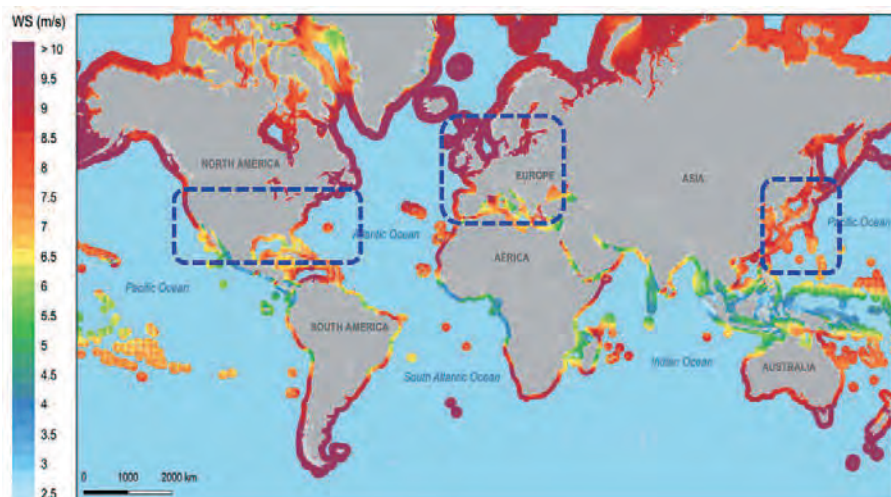 WS (m/s)
> 10
9.5
9
8.5
8
7.5
7
6.5
6
5.5
5
4.5
4
3.5
3
2.5
NORTH AMERICA
EUROPE
ASIA
Atlantic Ocean
Pacific Ocean
AFRICA
Pacific Ocean
SOUTH AMERICA
Indian Ocean
South Atlantic Ocean
AUSTRALIA
0 1000 2000 km